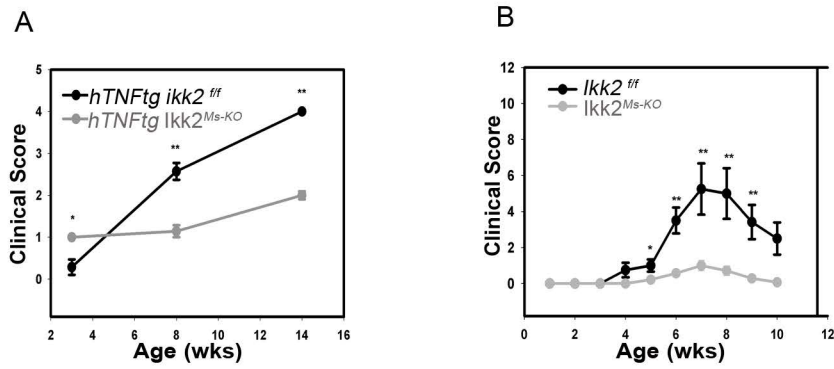 A
5
4
3
2
1
0
Clinical Score
hTNFtg ikk2 f/f
hTNFtg Ikk2Ms-KO
*
**
**
2 4 6 8 10 12 14 16
Age (wks)
B
12
10
8
6
4
2
0
Clinical Score
Ikk2 f/f
Ikk2Ms-KO
*
**
**
**
**
0 2 4 6 8 10 12
Age (wks)